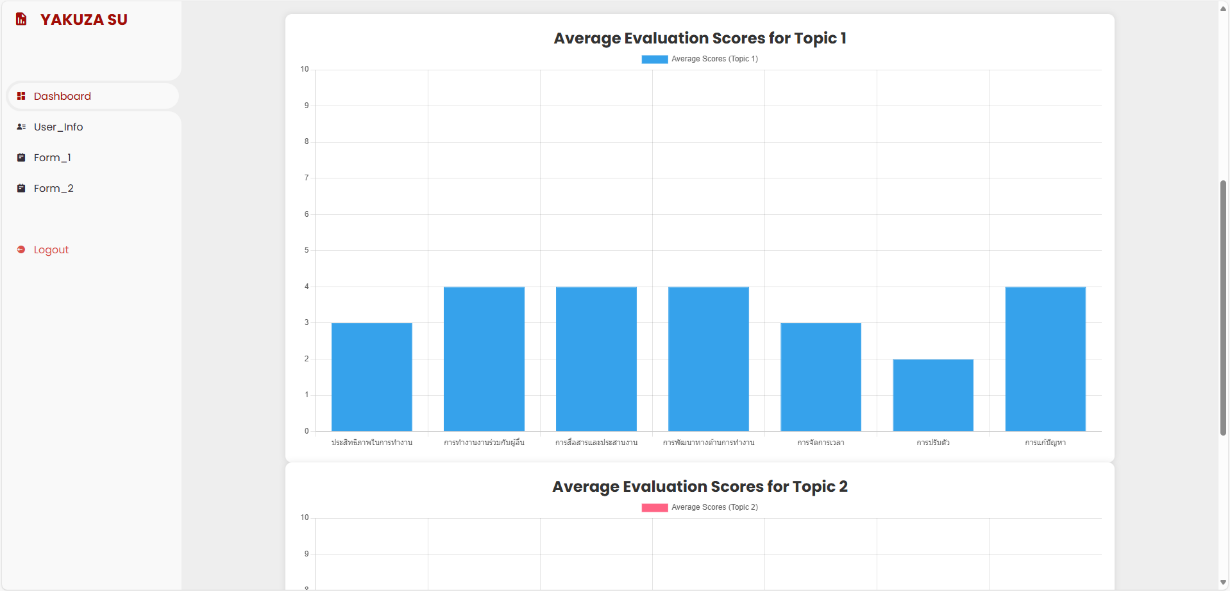 YAKUZA SU
Dashboard
User_Info
Form_1
Form_2
Logout
Average Evaluation Scores for Topic 1
Average Scores (Topic 1)
10
9
8
7
6
5
4
3
2
1
0
ประสิทธิภาพในการทำงาน
การทำงานงานร่วมกับผู้อื่น
การสื่อสารและประสานงาน
การพัฒนาทางด้านการทำงาน
การจัดการเวลา
การปรับตัว
การแก้ปัญหา
Average Evaluation Scores for Topic 2
Average Scores (Topic 2)
10
9
8